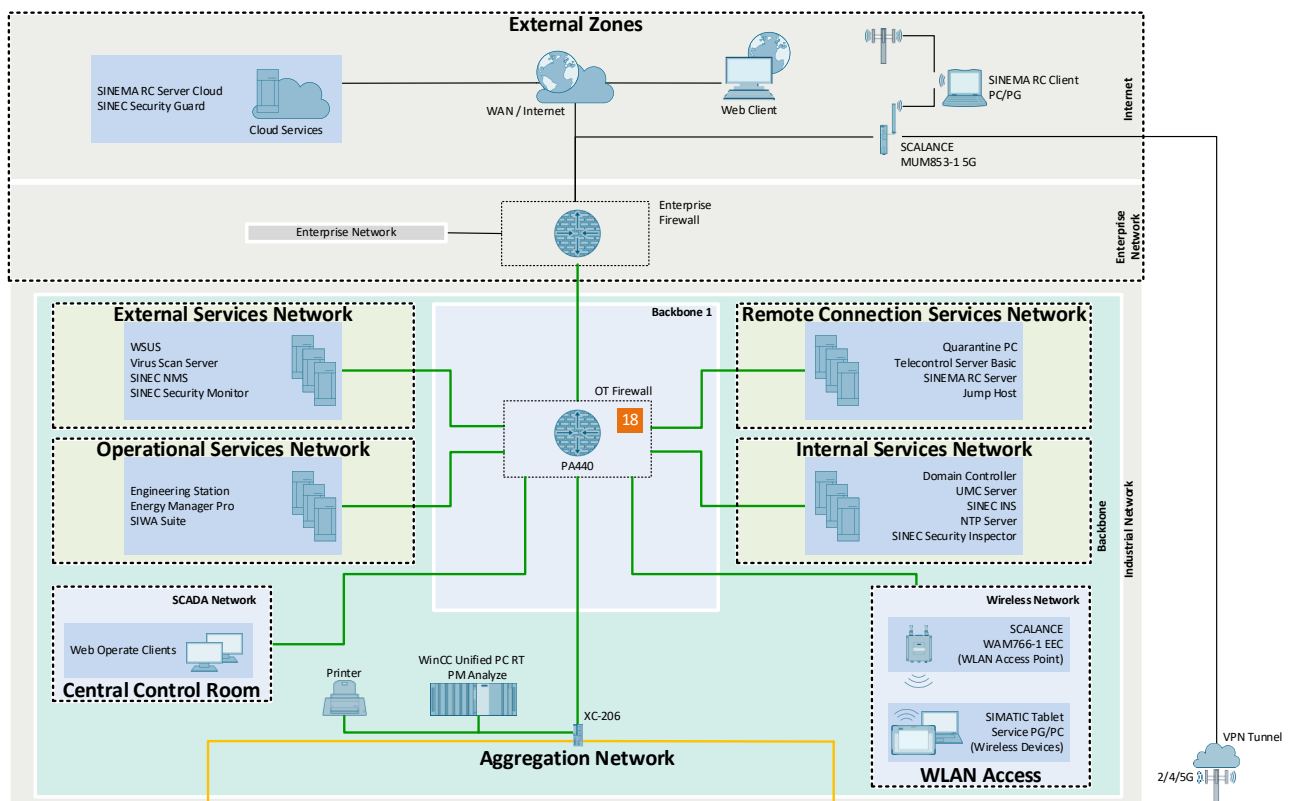 External Zones
SINEMA RC Server Cloud
SINEC Security Guard
Cloud Services
WAN / Internet
Web Client
SINEMA RC Client
PC/PG
SCALANCE
MUM853-1 5G
Internet
Enterprise
Firewall
Enterprise Network
Enterprise
Network
External Services Network
WSUS
Virus Scan Server
SINEC NMS
SINEC Security Monitor
Backbone 1
Remote Connection Services Network
Quarantine PC
Telecontrol Server Basic
SINEMA RC Server
Jump Host
OT Firewall
18
PA440
Operational Services Network
Engineering Station
Energy Manager Pro
SIWA Suite
Internal Services Network
Domain Controller
UMC Server
SINEC INS
NTP Server
SINEC Security Inspector
Backbone
Industrial Network
SCADA Network
Web Operate Clients
Central Control Room
Printer
WinCC Unified PC RT
PM Analyze
XC-206
Aggregation Network
Wireless Network
SCALANCE
WAM766-1 EEC
(WLAN Access Point)
SIMATIC Tablet
Service PG/PC
(Wireless Devices)
WLAN Access
VPN Tunnel
2/4/5G